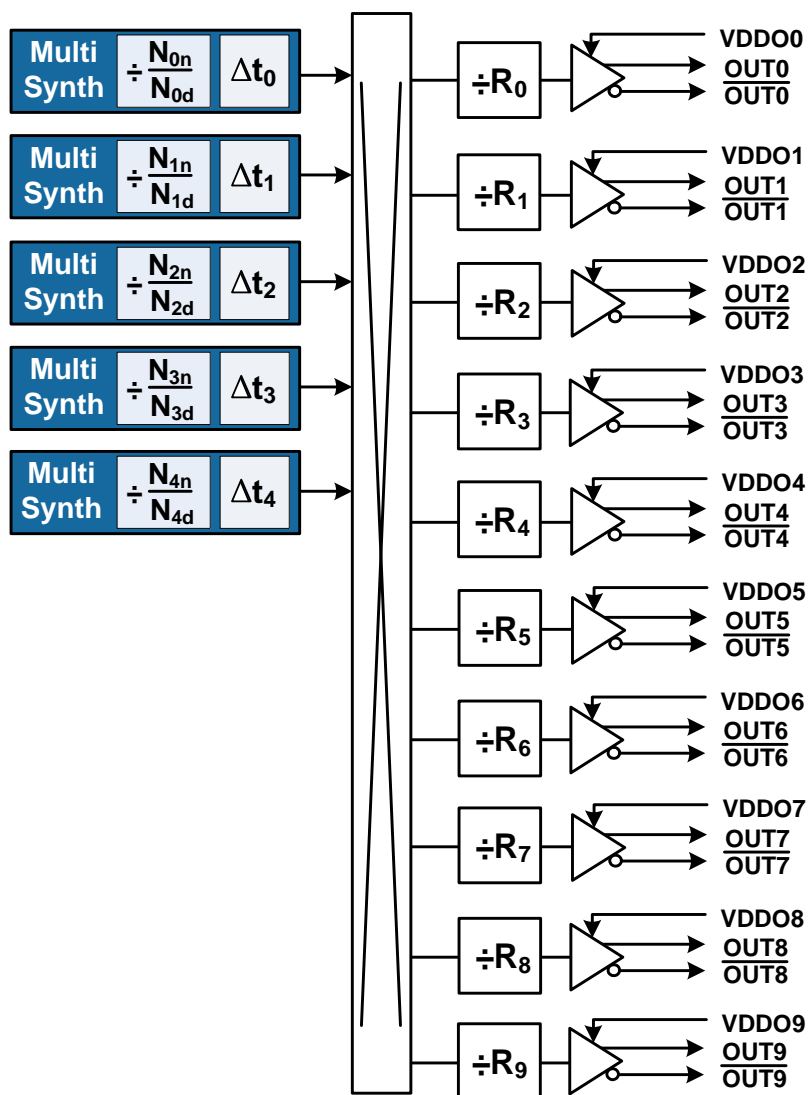 Multi
Synth
÷ N0n
N0d
Δt0
Multi
Synth
÷ N1n
N1d
Δt1
Multi
Synth
÷ N2n
N2d
Δt2
Multi
Synth
÷ N3n
N3d
Δt3
Multi
Synth
÷ N4n
N4d
Δt4
÷R0
VDDO0
OUT0
OUT0
÷R1
VDDO1
OUT1
OUT1
÷R2
VDDO2
OUT2
OUT2
÷R3
VDDO3
OUT3
OUT3
÷R4
VDDO4
OUT4
OUT4
÷R5
VDDO5
OUT5
OUT5
÷R6
VDDO6
OUT6
OUT6
÷R7
VDDO7
OUT7
OUT7
÷R8
VDDO8
OUT8
OUT8
÷R9
VDDO9
OUT9
OUT9